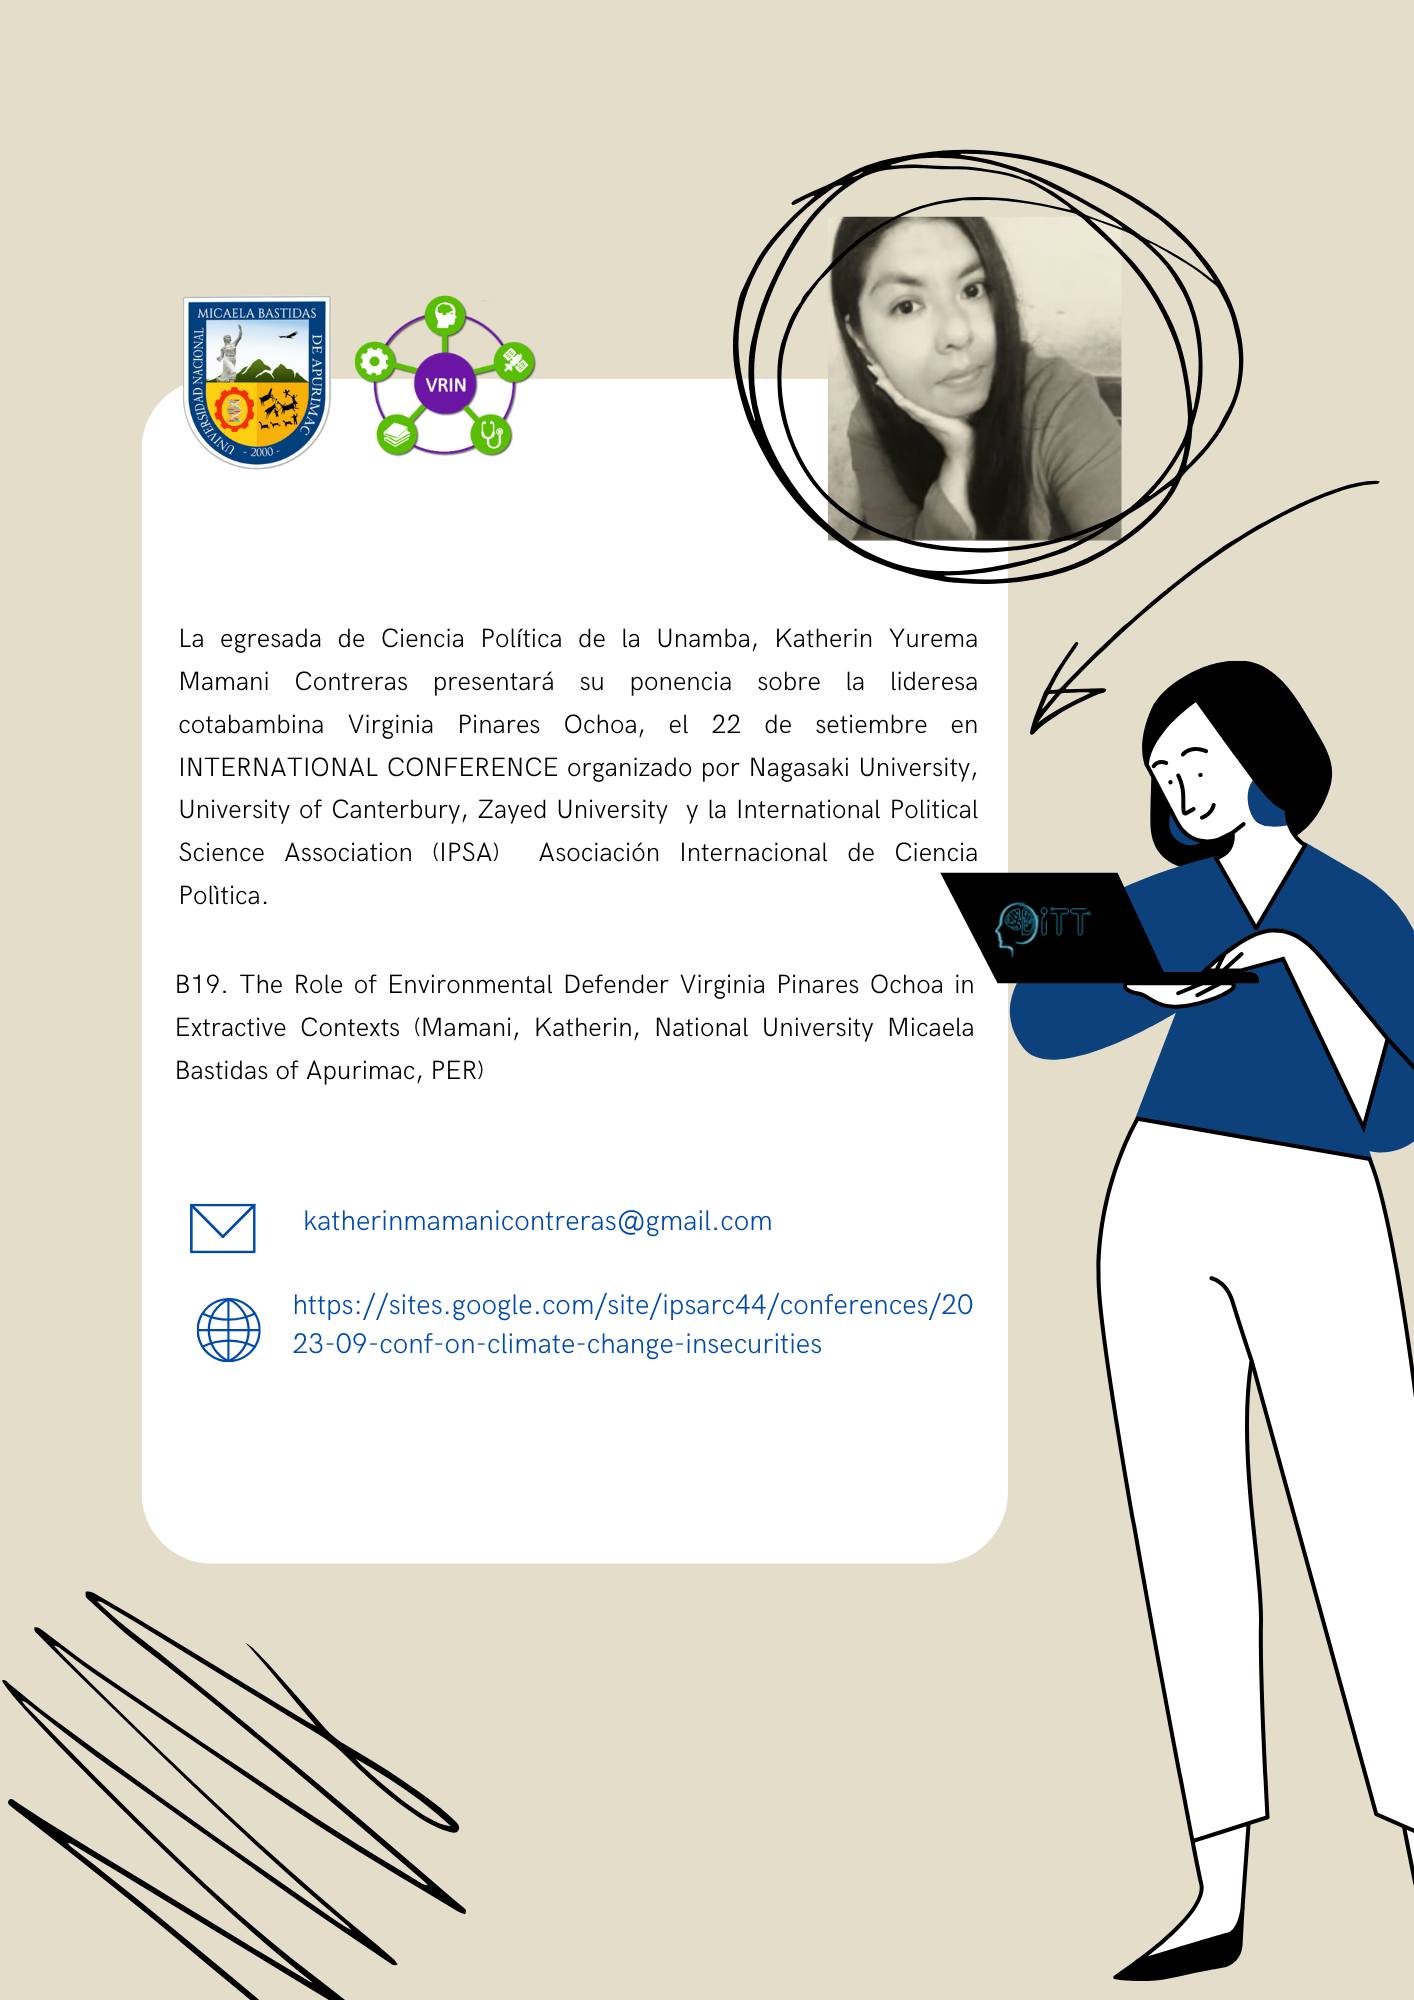 MICAELA BASTIDAS
UNIVERSIDAD NACIONAL
DE APURIMAC
- 2000 -
VRIN
La egresada de Ciencia Política de la Unamba, Katherin Yurema
Mamani Contreras presentará su ponencia sobre la lideresa
cotabambina Virginia Pinares Ochoa, el 22 de setiembre en
INTERNATIONAL CONFERENCE organizado por Nagasaki University,
University of Canterbury, Zayed University y la International Political
Science Association (IPSA) Asociación Internacional de Ciencia
Polìtica.
DITT
B19. The Role of Environmental Defender Virginia Pinares Ochoa in
Extractive Contexts (Mamani, Katherin, National University Micaela
Bastidas of Apurimac, PER)
katherinmamanicontreras@gmail.com
https://sites.google.com/site/ipsarc44/conferences/20
23-09-conf-on-climate-change-insecurities